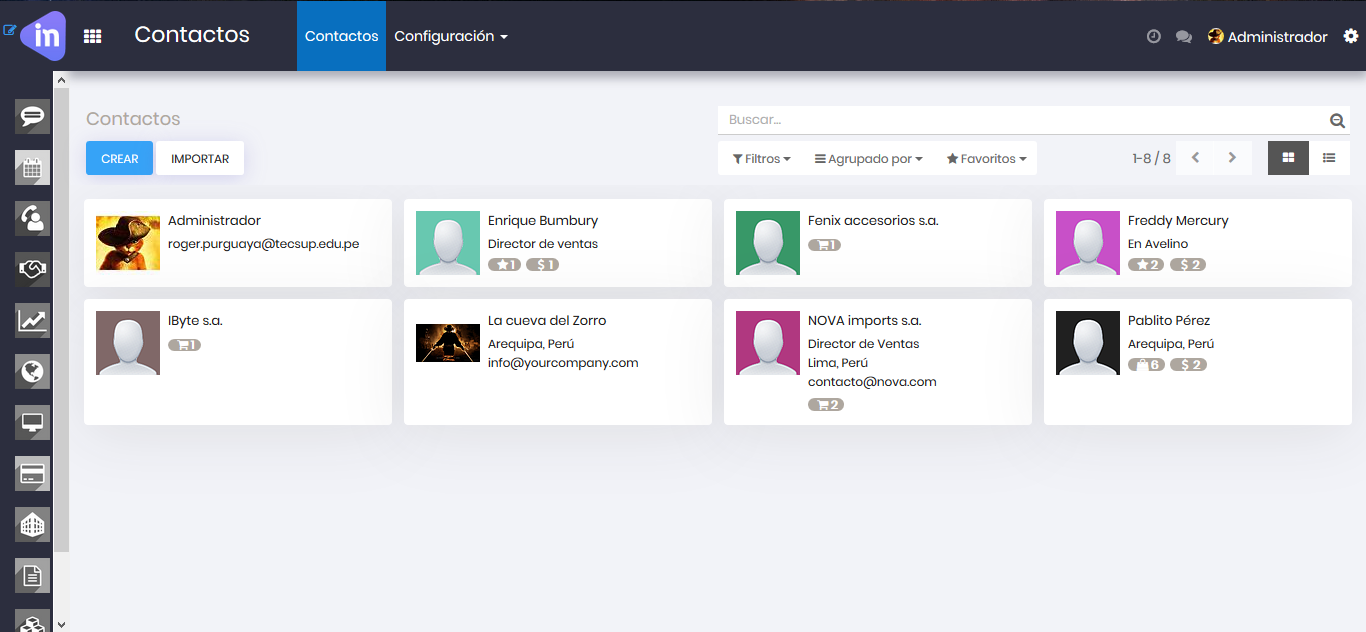 in
Contactos
Contactos
Configuración
Administrador
Contactos
Buscar...
CREAR
IMPORTAR
Filtros
Agrupado por
Favoritos
1-8 / 8
Administrador
roger.purguaya@tecsup.edu.pe
Enrique Bumbury
Director de ventas
1
$ 1
Fenix accesorios s.a.
1
Freddy Mercury
En Avelino
2
$ 2
IByte s.a.
1
La cueva del Zorro
Arequipa, Perú
info@yourcompany.com
NOVA imports s.a.
Director de Ventas
Lima, Perú
contacto@nova.com
2
Pablito Pérez
Arequipa, Perú
6
$ 2